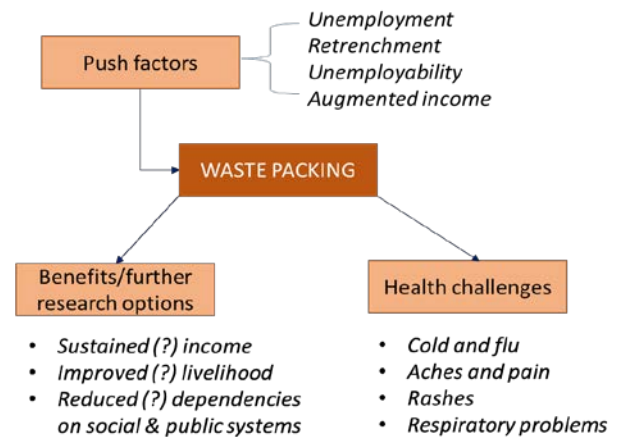 Push factors
Unemployment
Retrenchment
Unemployability
Augmented income
WASTE PACKING
Benefits/further
research options
• Sustained (?) income
• Improved (?) livelihood
• Reduced (?) dependencies
on social & public systems
Health challenges
• Cold and flu
• Aches and pain
• Rashes
• Respiratory problems